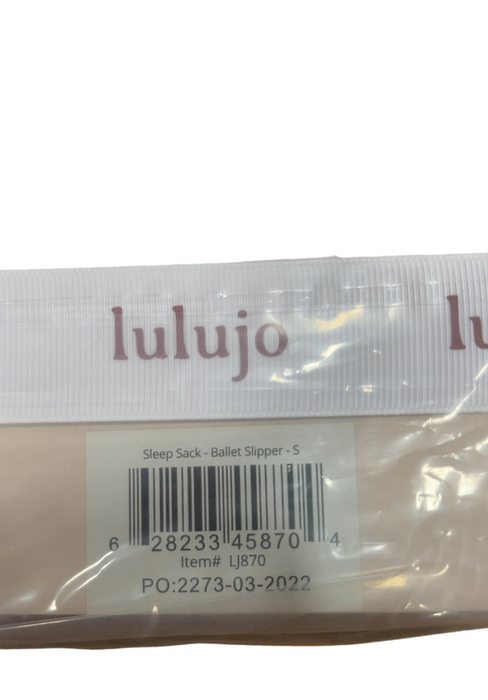 lulujo lu
Sleep Sack - Ballet Slipper - S
6 28233 45870 4
Item# LJ870
PO:2273-03-2022